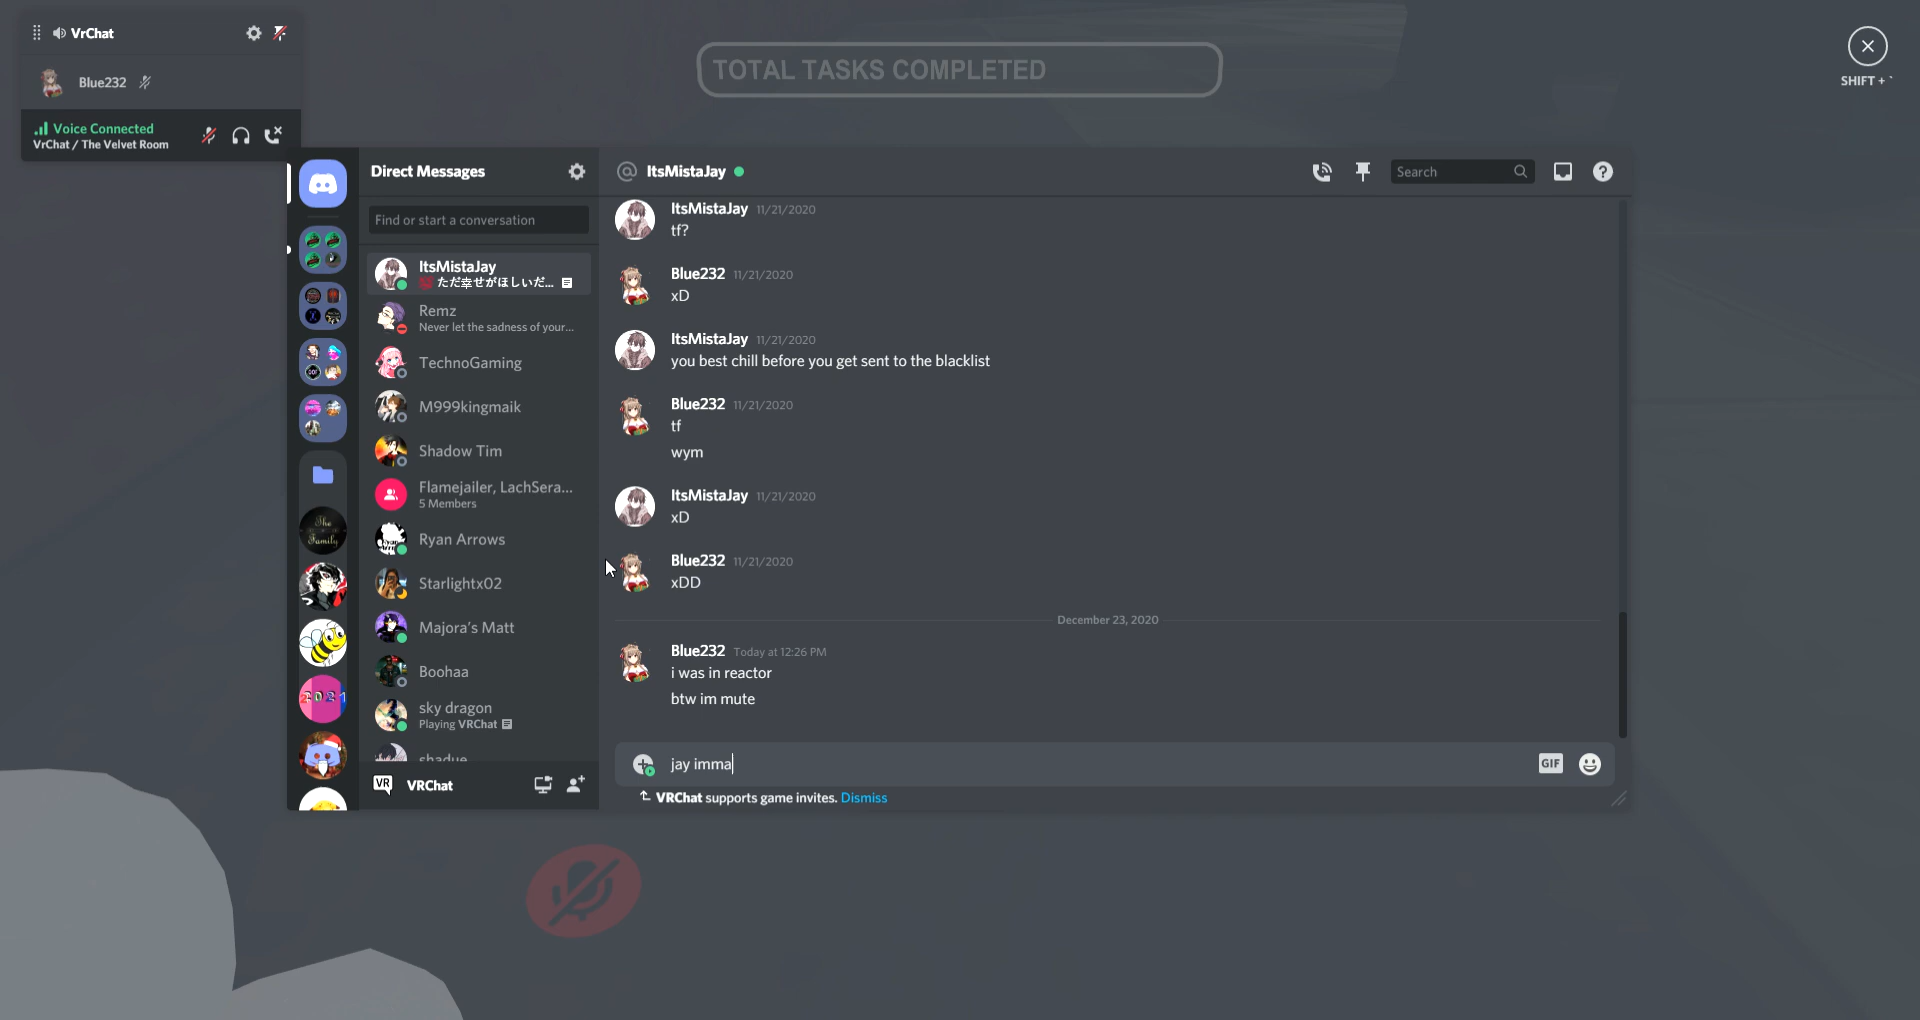 VrChat
Blue232
Voice Connected
VrChat / The Velvet Room
TOTAL TASKS COMPLETED
SHIFT + `
Direct Messages
Find or start a conversation
ItsMistaJay
ただ幸せがほしいだ...
Remz
Never let the sadness of your...
TechnoGaming
M999kingmaik
Shadow Tim
Flamejailer, LachSera...
5 Members
Ryan Arrows
Starlightx02
Majora's Matt
Boohaa
sky dragon
Playing VRChat
shadue
VR VRChat
The
Family
2021
ItsMistaJay
Search
ItsMistaJay 11/21/2020
tf?
Blue232 11/21/2020
xD
ItsMistaJay 11/21/2020
you best chill before you get sent to the blacklist
Blue232 11/21/2020
tf
wym
ItsMistaJay 11/21/2020
xD
Blue232 11/21/2020
xDD
December 23, 2020
Blue232 Today at 12:26 PM
i was in reactor
btw im mute
jay imma
GIF
VRChat supports game invites. Dismiss